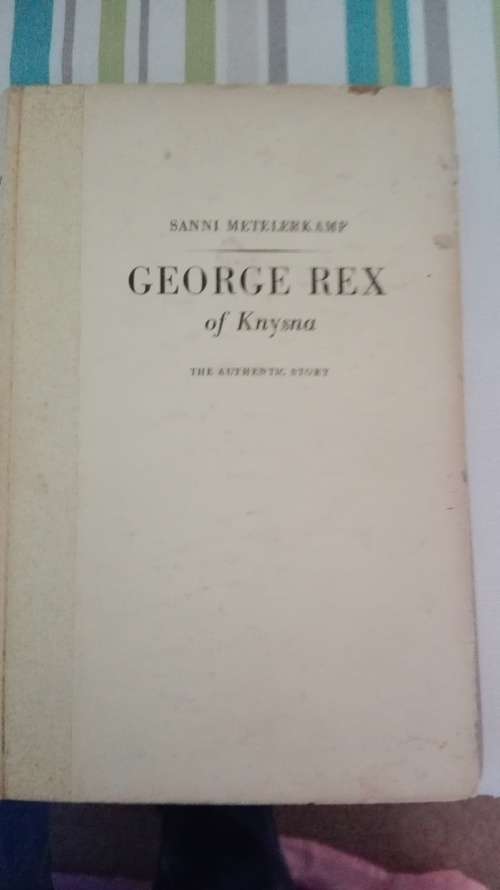 SANNI METELERKAMP
GEORGE REX
of Knysna
THE AUTHENTIC STORY